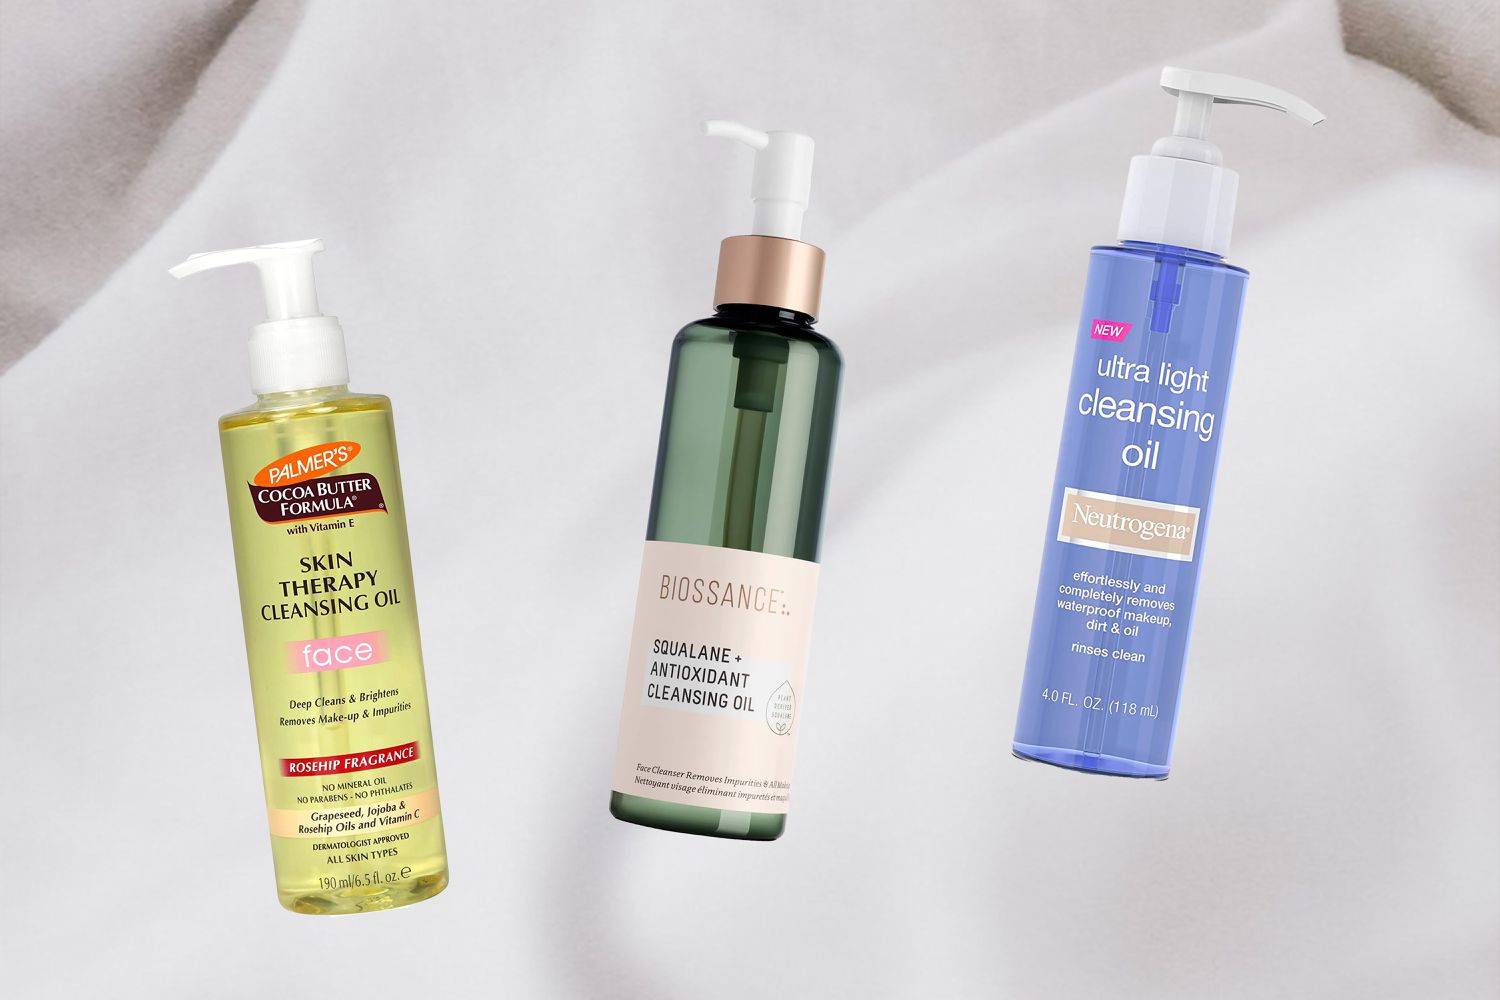 PALMER'S®
COCOA BUTTER
FORMULA®
with Vitamin E
SKIN
THERAPY
CLEANSING OIL
face
Deep Cleans & Brightens
Removes Make-up & Impurities
ROSEHIP FRAGRANCE
NO MINERAL OIL
NO PARABENS - NO PHTHALATES
Grapeseed, Jojoba &
Rosehip Oils and Vitamin C
DERMATOLOGIST APPROVED
ALL SKIN TYPES
190 ml/6.5 fl. oz. ℮
BIOSSANCE
SQUALANE +
ANTIOXIDANT
CLEANSING OIL
PLANT
DERIVED
SQUALANE
Face Cleanser Removes Impurities & All
Nettoyant visage éliminant impuretés et
NEW
ultra light
cleansing
oil
Neutrogena®
effortlessly and
completely removes
waterproof makeup,
dirt & oil
rinses clean
4.0 FL. OZ. (118 mL)